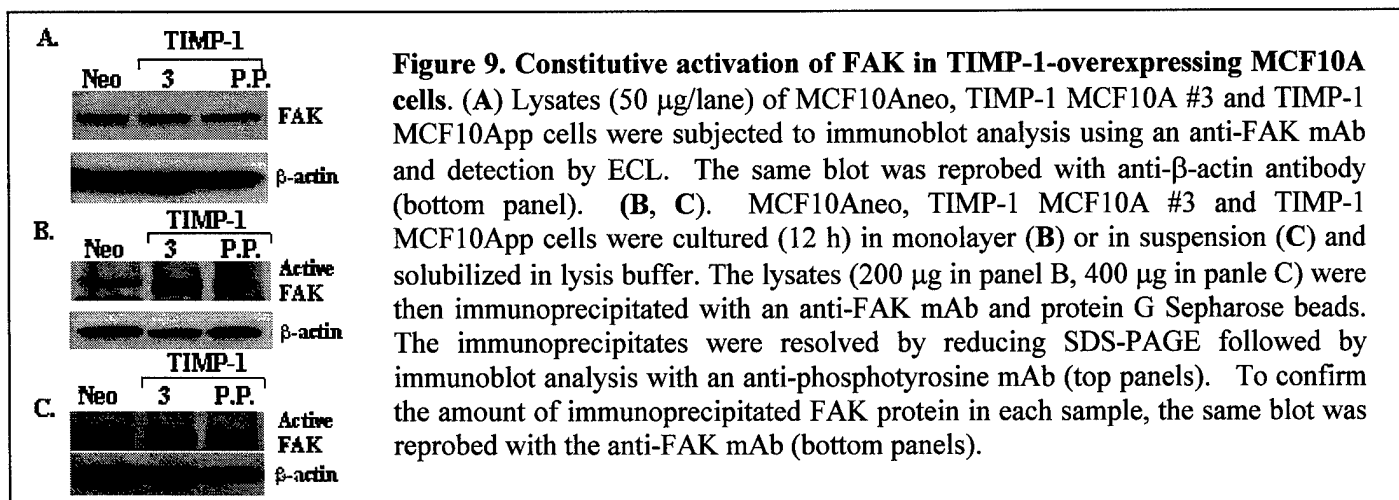 A.
TIMP-1
Neo 3 P.P.
FAK
β-actin
B.
TIMP-1
Neo 3 P.P.
Active
FAK
β-actin
TIMP-1
C.
Neo 3 P.P.
Active
FAK
β-actin
Figure 9. Constitutive activation of FAK in TIMP-1-overexpressing MCF10A
cells. (A) Lysates (50 μg/lane) of MCF10Aneo, TIMP-1 MCF10A #3 and TIMP-1
MCF10App cells were subjected to immunoblot analysis using an anti-FAK mAb
and detection by ECL. The same blot was reprobed with anti-β-actin antibody
(bottom panel). (B, C). MCF10Aneo, TIMP-1 MCF10A #3 and TIMP-1
MCF10App cells were cultured (12 h) in monolayer (B) or in suspension (C) and
solubilized in lysis buffer. The lysates (200 μg in panel B, 400 μg in panle C) were
then immunoprecipitated with an anti-FAK mAb and protein G Sepharose beads.
The immunoprecipitates were resolved by reducing SDS-PAGE followed by
immunoblot analysis with an anti-phosphotyrosine mAb (top panels). To confirm
the amount of immunoprecipitated FAK protein in each sample, the same blot was
reprobed with the anti-FAK mAb (bottom panels).